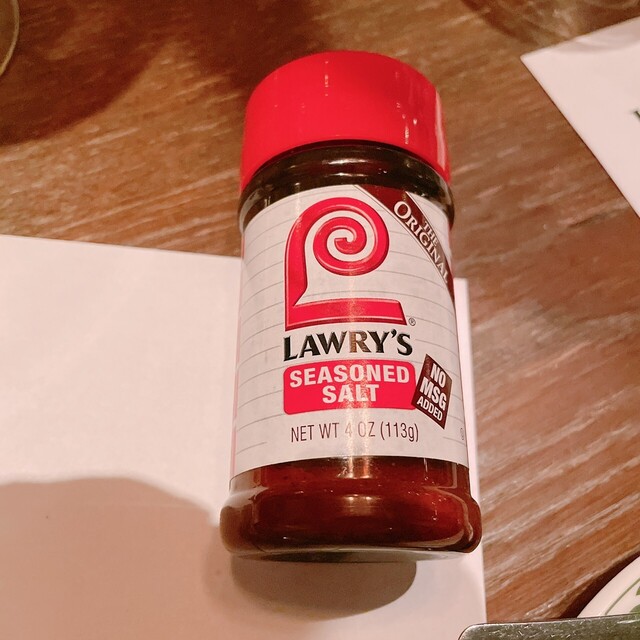 THE
ORIGINAL
®
LAWRY'S
SEASONED
SALT
NO
MSG
ADDED
NET WT 4 OZ (113g)